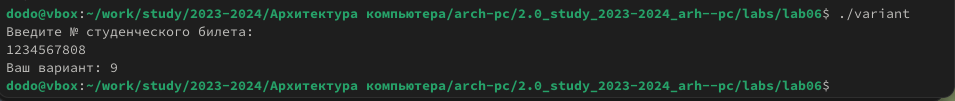 dodo@vbox:~/work/study/2023-2024/Архитектура компьютера/arch-pc/2.0_study_2023-2024_arh--pc/labs/lab06$ ./variant
Введите № студенческого билета:
1234567808
Ваш вариант: 9
dodo@vbox:~/work/study/2023-2024/Архитектура компьютера/arch-pc/2.0_study_2023-2024_arh--pc/labs/lab06$